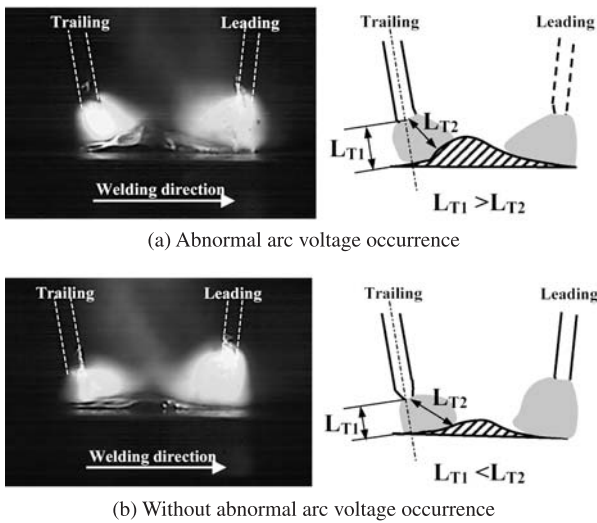 Trailing Leading
Welding direction
Leading
L_T2
L_T1
L_T1 >L_T2
(a) Abnormal arc voltage occurrence
Trailing Leading
Welding direction
Trailing Leading
L_T2
L_T1
L_T1 <L_T2
(b) Without abnormal arc voltage occurrence